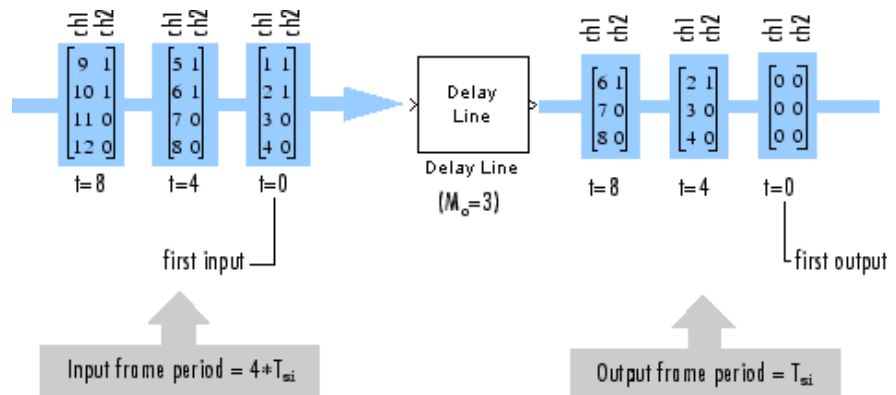 ch1 ch2 ch1 ch2 ch1 ch2 ch1 ch2 ch1 ch2 ch1 ch2
9 1 5 1 1 1 6 1 2 1 0 0
10 1 6 1 2 1 7 0 3 0 0 0
11 0 7 0 3 0 8 0 4 0 0 0
12 0 8 0 4 0
Delay
Line
Delay Line
(Mo=3)
t=8 t=4 t=0 t=8 t=4 t=0
first input first output
Input frame period = 4*Tsi Output frame period = Tsi